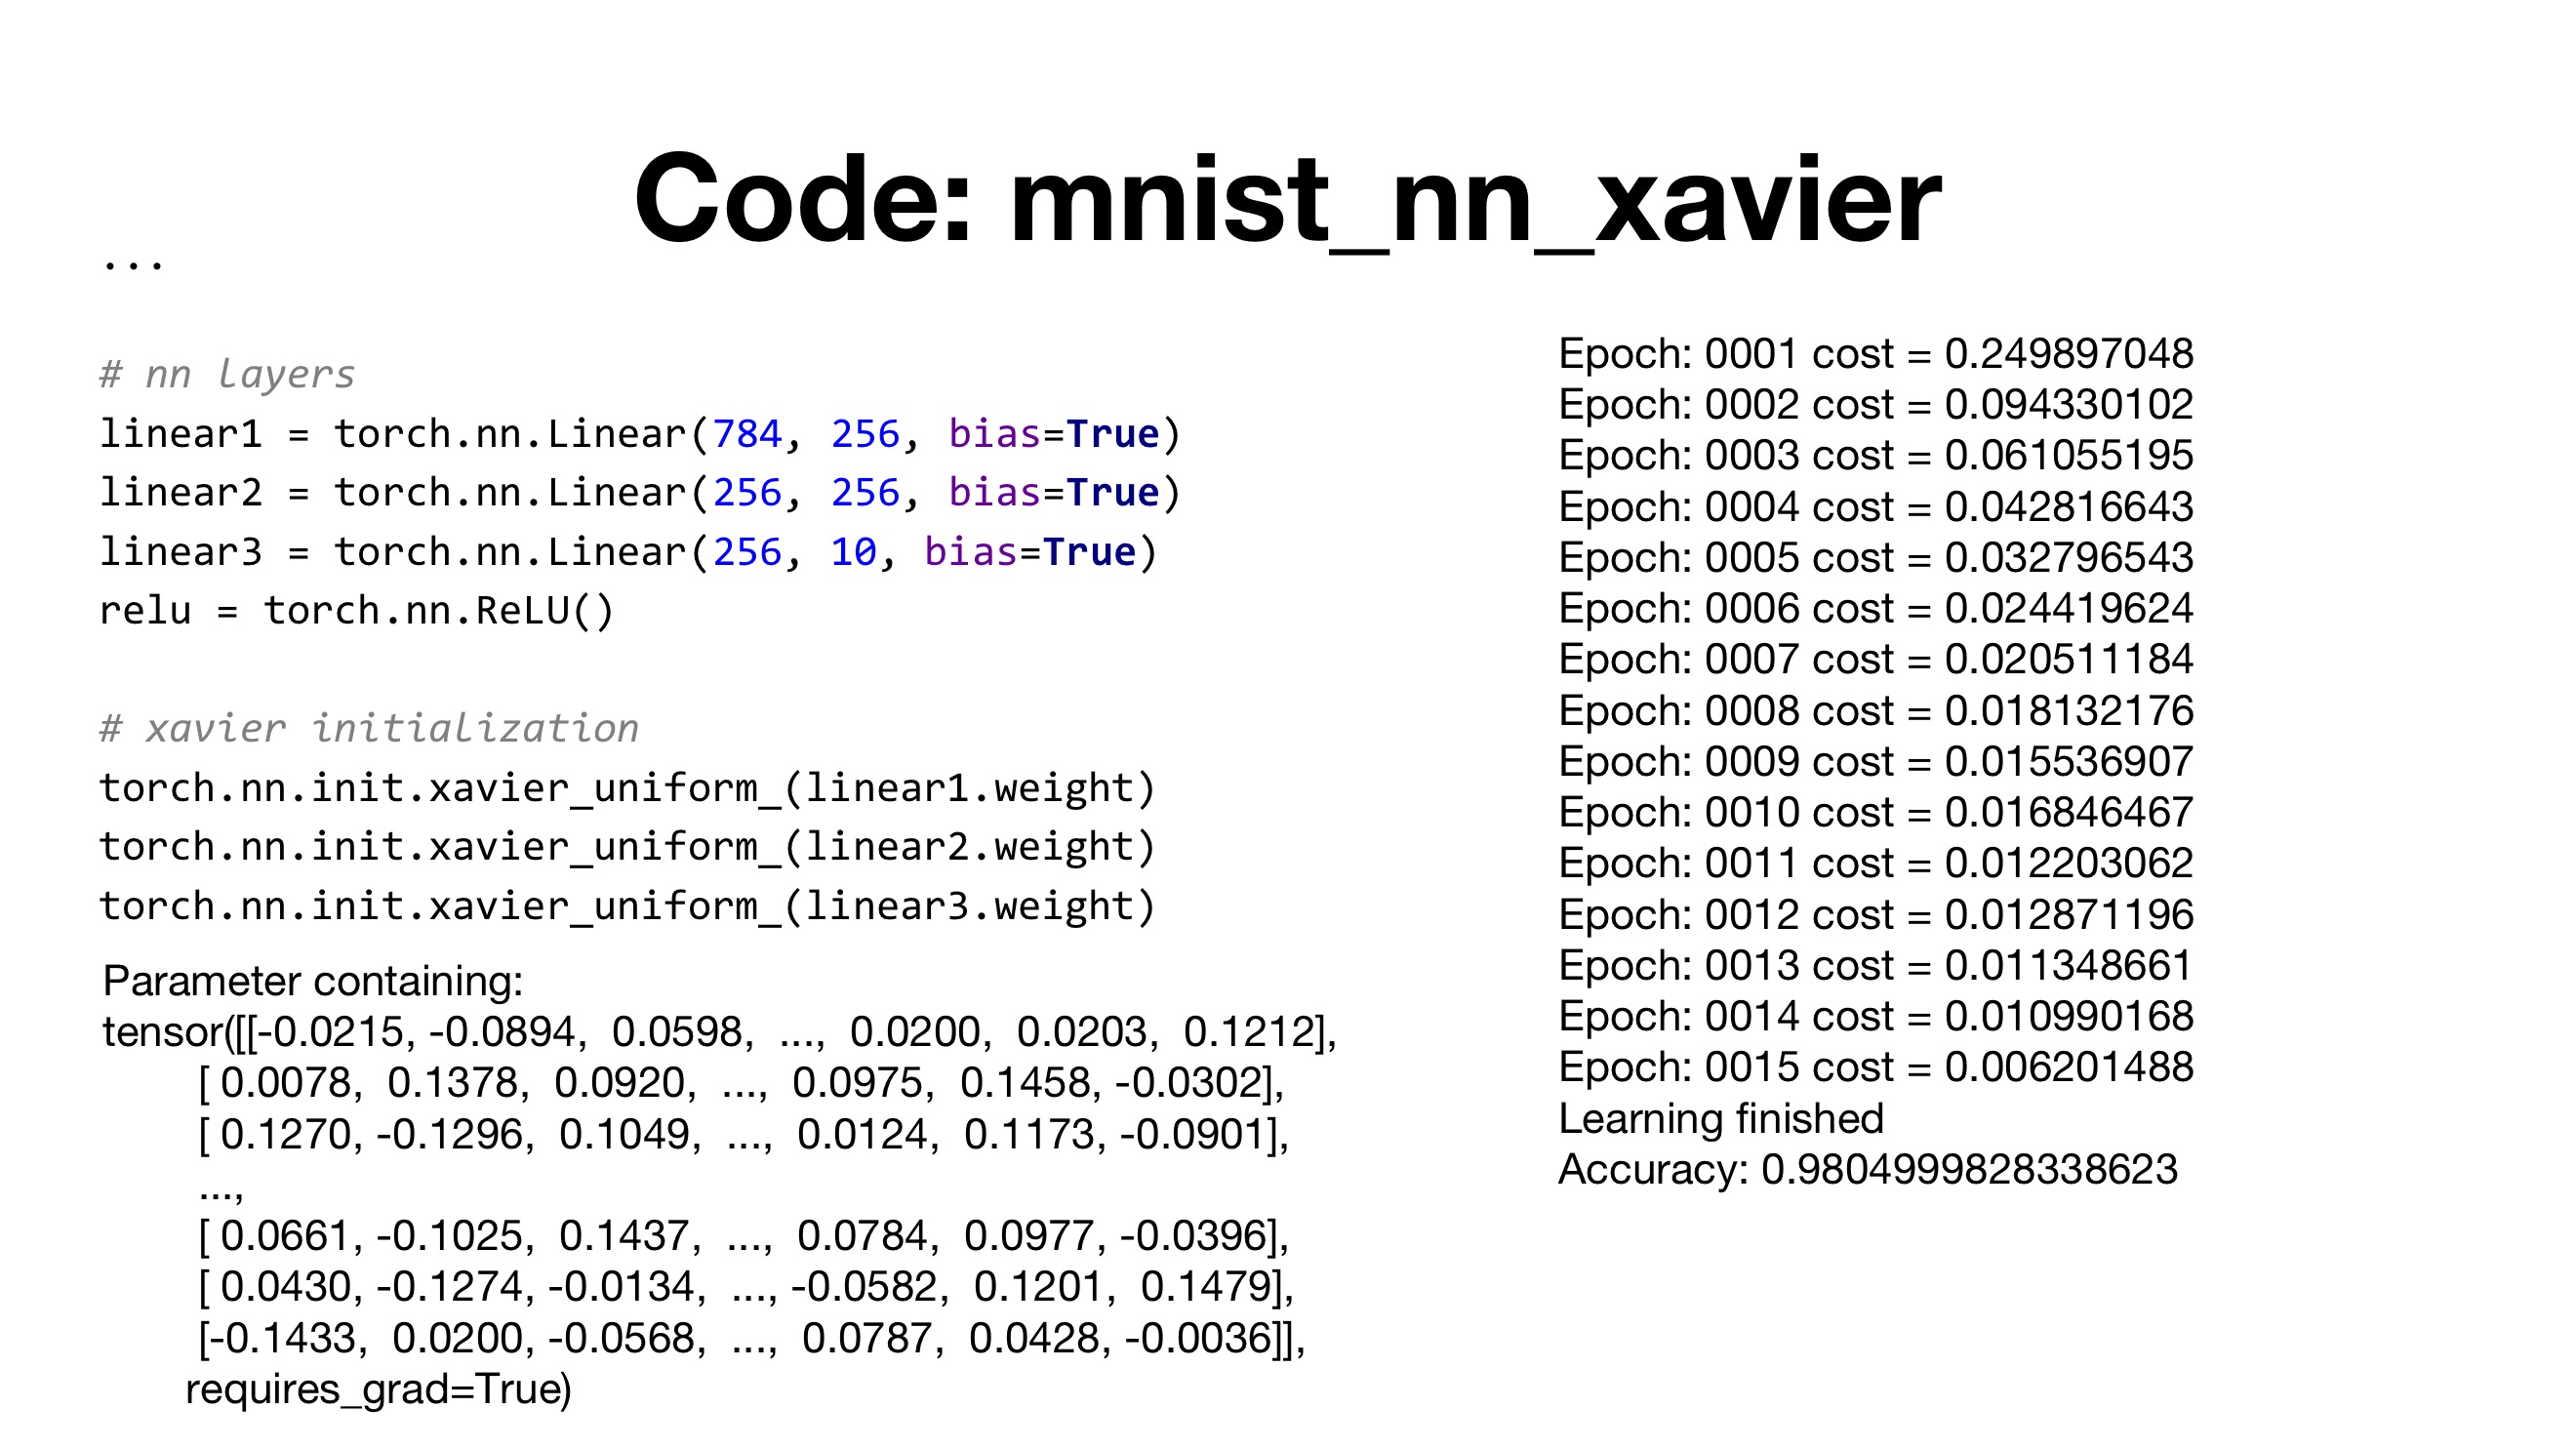 Code: mnist_nn_xavier
...
# nn layers
linear1 = torch.nn.Linear(784, 256, bias=True)
linear2 = torch.nn.Linear(256, 256, bias=True)
linear3 = torch.nn.Linear(256, 10, bias=True)
relu = torch.nn.ReLU()
# xavier initialization
torch.nn.init.xavier_uniform_(linear1.weight)
torch.nn.init.xavier_uniform_(linear2.weight)
torch.nn.init.xavier_uniform_(linear3.weight)
Parameter containing:
tensor([[-0.0215, -0.0894, 0.0598, ..., 0.0200, 0.0203, 0.1212],
[ 0.0078, 0.1378, 0.0920, ..., 0.0975, 0.1458, -0.0302],
[ 0.1270, -0.1296, 0.1049, ..., 0.0124, 0.1173, -0.0901],
...,
[ 0.0661, -0.1025, 0.1437, ..., 0.0784, 0.0977, -0.0396],
[ 0.0430, -0.1274, -0.0134, ..., -0.0582, 0.1201, 0.1479],
[-0.1433, 0.0200, -0.0568, ..., 0.0787, 0.0428, -0.0036]],
requires_grad=True)
Epoch: 0001 cost = 0.249897048
Epoch: 0002 cost = 0.094330102
Epoch: 0003 cost = 0.061055195
Epoch: 0004 cost = 0.042816643
Epoch: 0005 cost = 0.032796543
Epoch: 0006 cost = 0.024419624
Epoch: 0007 cost = 0.020511184
Epoch: 0008 cost = 0.018132176
Epoch: 0009 cost = 0.015536907
Epoch: 0010 cost = 0.016846467
Epoch: 0011 cost = 0.012203062
Epoch: 0012 cost = 0.012871196
Epoch: 0013 cost = 0.011348661
Epoch: 0014 cost = 0.010990168
Epoch: 0015 cost = 0.006201488
Learning finished
Accuracy: 0.9804999828338623